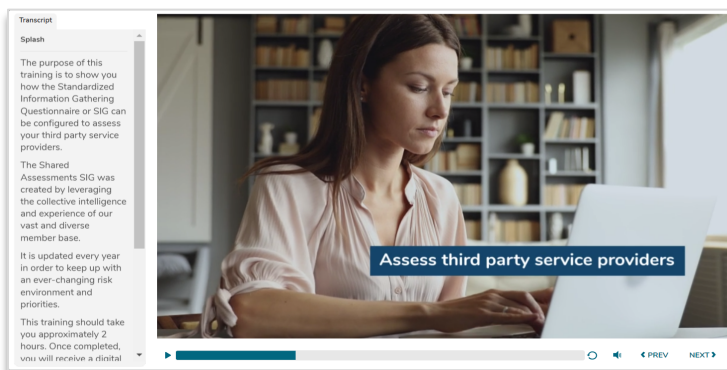 Transcript
Splash
The purpose of this
training is to show you
how the Standardized
Information Gathering
Questionnaire or SIG can
be configured to assess
your third party service
providers.
The Shared
Assessments SIG was
created by leveraging
the collective intelligence
and experience of our
vast and diverse
member base.
It is updated every year
in order to keep up with
an ever-changing risk
environment and
priorities.
This training should take
you approximately 2
hours. Once completed,
you will receive a digital
Assess third party service providers
PREV
NEXT